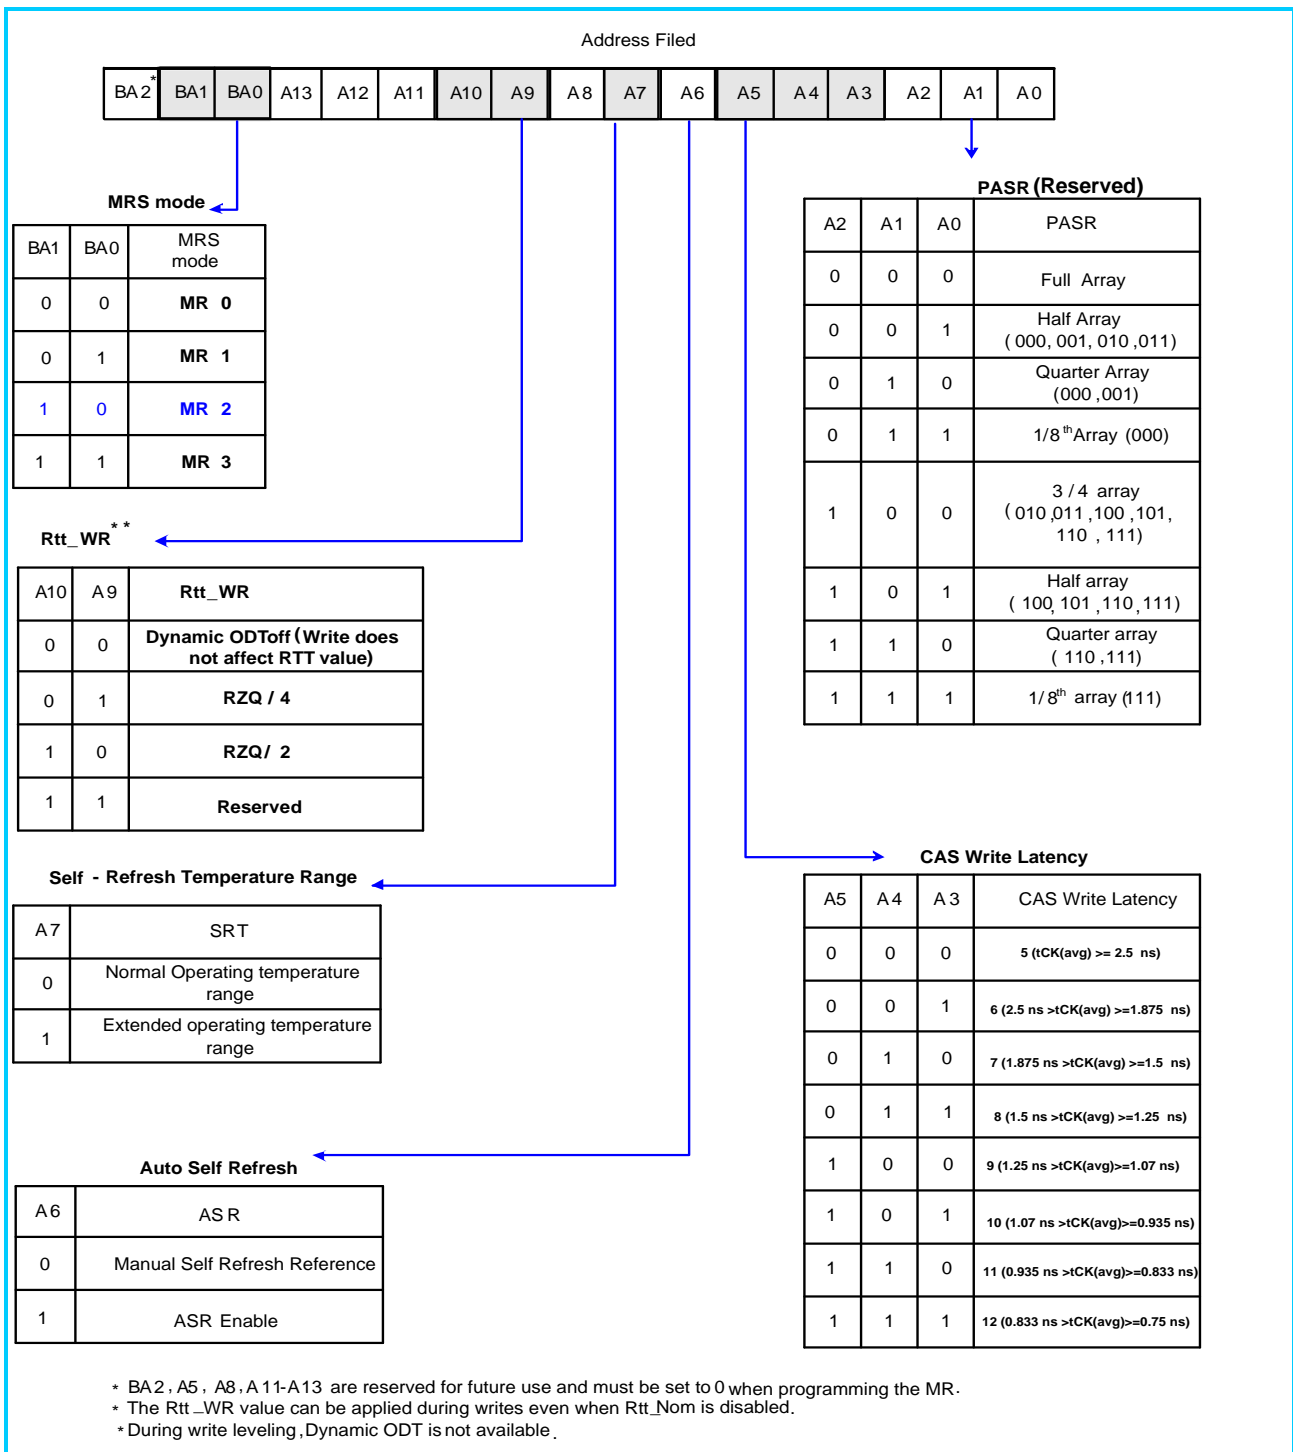 Address Filed
BA2* BA1 BA0 A13 A12 A11 A10 A9 A8 A7 A6 A5 A4 A3 A2 A1 A0
MRS mode
BA1 BA0 MRS
mode
0 0 MR 0
0 1 MR 1
1 0 MR 2
1 1 MR 3
Rtt_WR**
A10 A9 Rtt_WR
0 0 Dynamic ODToff (Write does
not affect RTT value)
0 1 RZQ / 4
1 0 RZQ/ 2
1 1 Reserved
Self - Refresh Temperature Range
A7 SRT
0 Normal Operating temperature
range
1 Extended operating temperature
range
Auto Self Refresh
A6 ASR
0 Manual Self Refresh Reference
1 ASR Enable
PASR (Reserved)
A2 A1 A0 PASR
0 0 0 Full Array
0 0 1 Half Array
(000, 001, 010 ,011)
0 1 0 Quarter Array
(000 ,001)
0 1 1 1/8 th Array (000)
1 0 0 3 / 4 array
(010 ,011 ,100 ,101,
110 , 111)
1 0 1 Half array
( 100, 101 ,110 ,111)
1 1 0 Quarter array
( 110 ,111)
1 1 1 1/ 8th array (111)
CAS Write Latency
A5 A4 A3 CAS Write Latency
0 0 0 5 (tCK(avg) >= 2.5 ns)
0 0 1 6 (2.5 ns >tCK(avg) >=1.875 ns)
0 1 0 7 (1.875 ns >tCK(avg) >=1.5 ns)
0 1 1 8 (1.5 ns >tCK(avg) >=1.25 ns)
1 0 0 9 (1.25 ns >tCK(avg)>=1.07 ns)
1 0 1 10 (1.07 ns >tCK(avg)>=0.935 ns)
1 1 0 11 (0.935 ns >tCK(avg)>=0.833 ns)
1 1 1 12 (0.833 ns >tCK(avg)>=0.75 ns)
* BA2, A5, A8, A11-A13 are reserved for future use and must be set to 0 when programming the MR.
* The Rtt_WR value can be applied during writes even when Rtt_Nom is disabled.
* During write leveling, Dynamic ODT is not available.